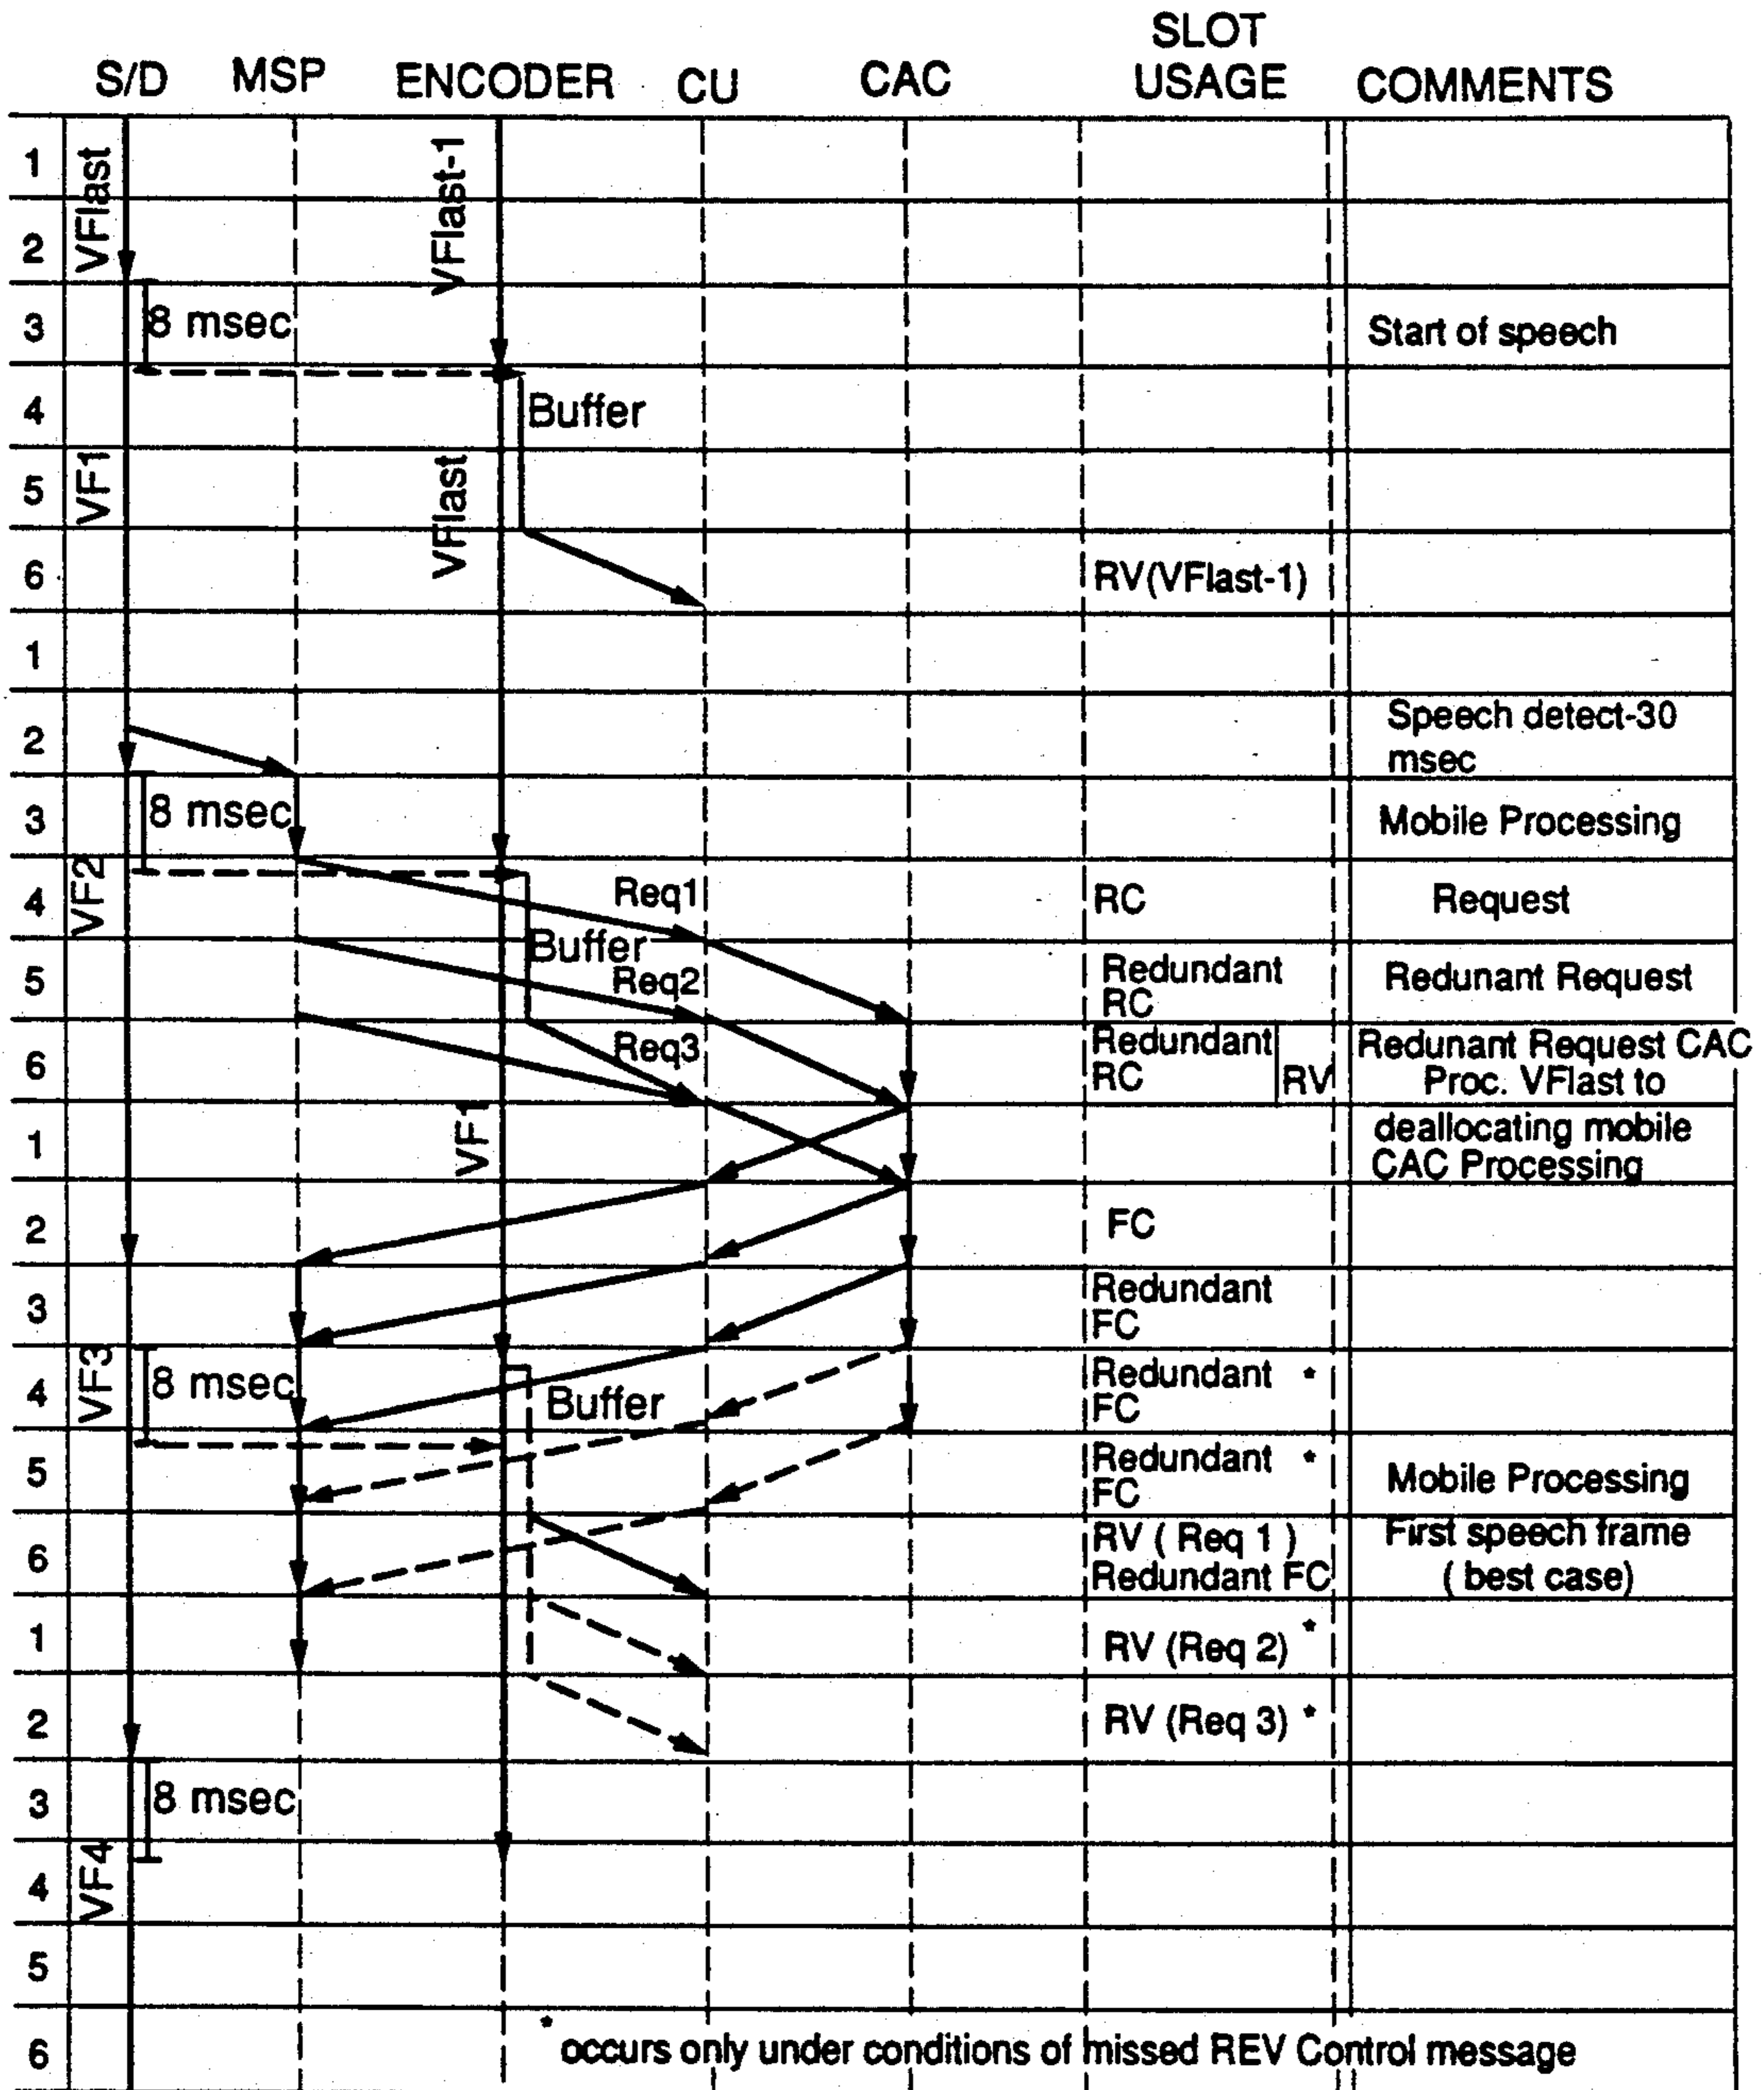 SLOT
S/D MSP ENCODER CU CAC USAGE COMMENTS
1 VFlast VFlast-1
2
3 8 msec Start of speech
4 Buffer
5 VF1 VFlast
6 RV(VFlast-1)
1
2 Speech detect-30
msec
3 8 msec Mobile Processing
4 VF2 Req1 RC Request
Buffer
5 Req2 Redundant Redunant Request
RC
6 Req3 Redundant Redunant Request CAC
RC RV Proc. VFlast to
1 VF1 deallocating mobile
CAC Processing
2 FC
3 Redundant
FC
4 VF3 8 msec Buffer Redundant *
FC
5 Redundant * Mobile Processing
FC
6 RV ( Req 1 ) First speech frame
Redundant FC ( best case)
1 RV (Req 2) *
2 RV (Req 3) *
3 8 msec
4 VF4
5
6 * occurs only under conditions of missed REV Control message